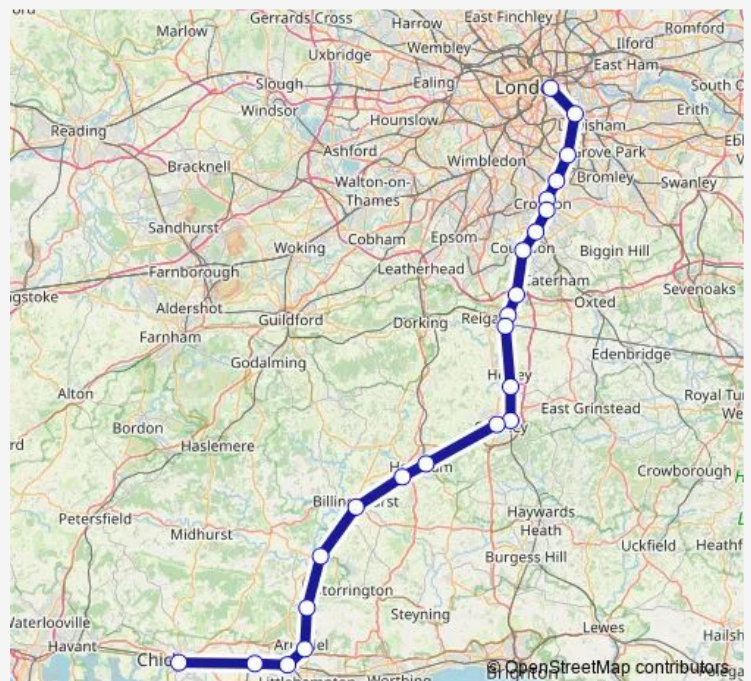 Gerrards Cross
East Finchley
Romford
Marlow
Harrow
Wembley
Ilford
Uxbridge
East Ham
Slough
Ealing
Lond
South O
Windsor
Erith
Hounslow
Reading
Ashford
Grove Park
Wimbledon
Bracknell
Bromley
Walton-on-
Thames
Swanley
Sandhurst
Cobham
Epsom
Woking
Biggin Hill
Leatherhead
Farnborough
Sevenoaks
Oxted
Aldershot
Guildford
Dorking
Farnham
Edenbridge
Godalming
Alton
East Grinstead
Bordon
Haslemere
Crowborough
Petersfield
Haywards
Heath
Midhurst
Uckfield
Burgess Hill
Steyning
Lewes
Havant
Worthing
Brighton
© OpenStreetMap contributors